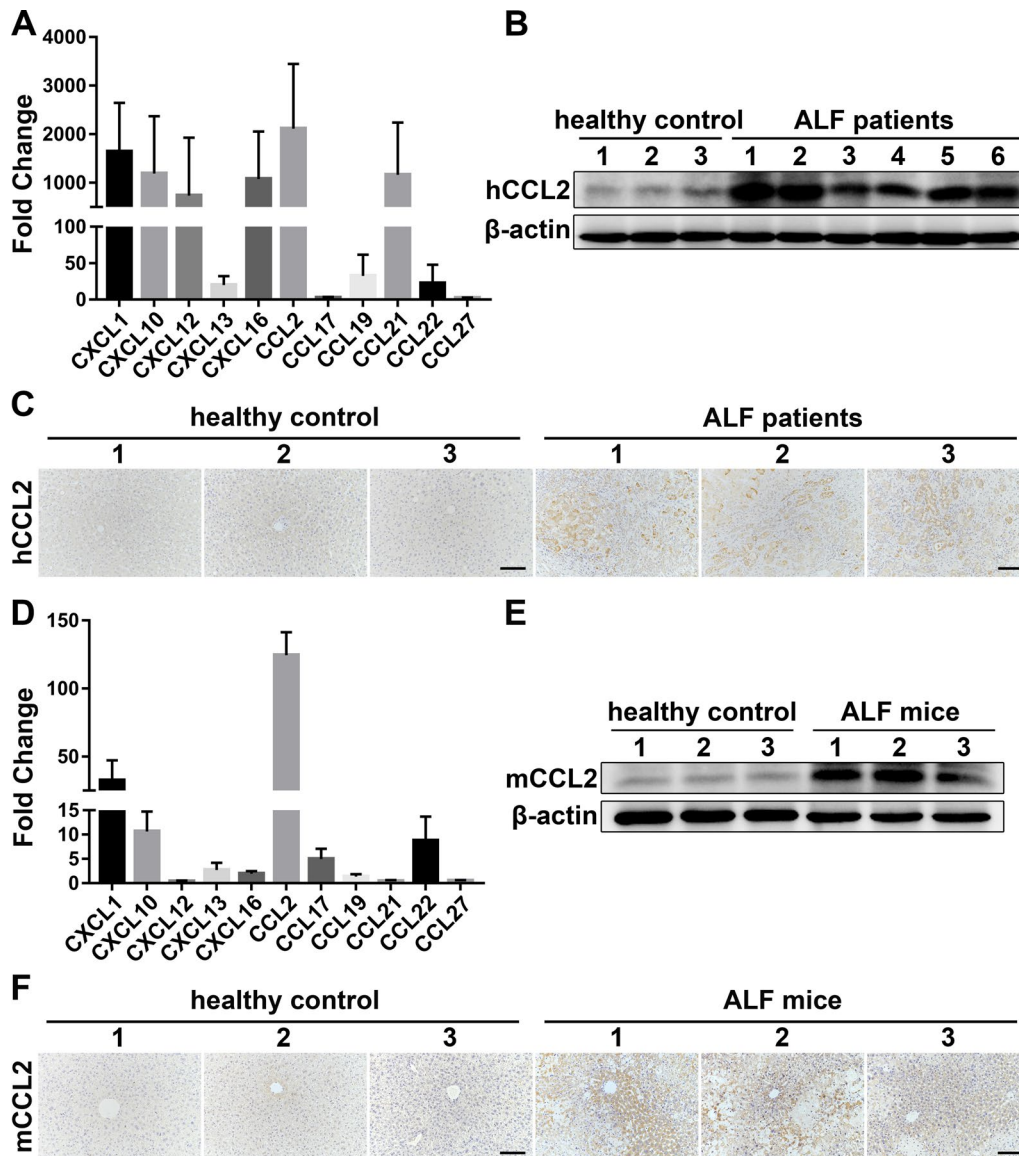 A
4000
3000
2000
1000
100
50
0
Fold Change
CXCL1
CXCL10
CXCL12
CXCL13
CXCL16
CCL2
CCL17
CCL19
CCL21
CCL22
CCL27
B
healthy control ALF patients
1 2 3 1 2 3 4 5 6
hCCL2
β-actin
C
healthy control ALF patients
1 2 3 1 2 3
hCCL2
D
150
100
50
15
10
5
0
Fold Change
CXCL1
CXCL10
CXCL12
CXCL13
CXCL16
CCL2
CCL17
CCL19
CCL21
CCL22
CCL27
E
healthy control ALF mice
1 2 3 1 2 3
mCCL2
β-actin
F
healthy control ALF mice
1 2 3 1 2 3
mCCL2